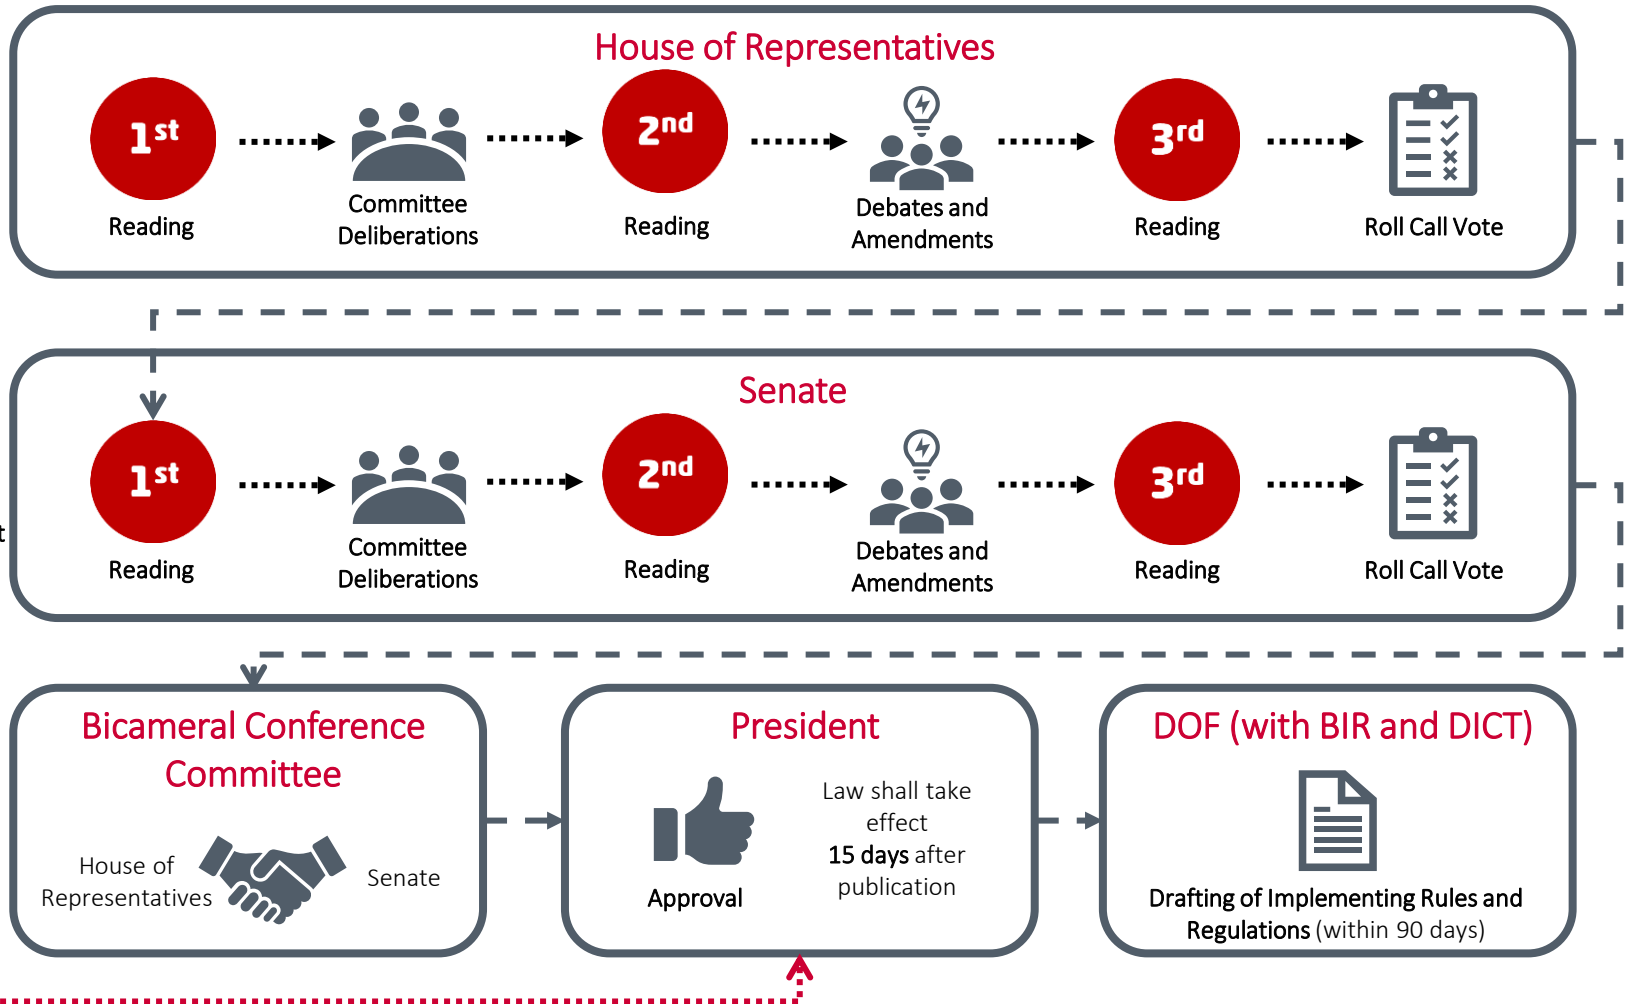 House of Representatives
1st
2nd
3rd
Reading
Committee
Deliberations
Reading
Debates and
Amendments
Reading
Roll Call Vote
Senate
1st
2nd
3rd
t
Reading
Committee
Deliberations
Reading
Debates and
Amendments
Reading
Roll Call Vote
Bicameral Conference
Committee
House of
Representatives
Senate
President
Approval
Law shall take
effect
15 days after
publication
DOF (with BIR and DICT)
Drafting of Implementing Rules and
Regulations (within 90 days)